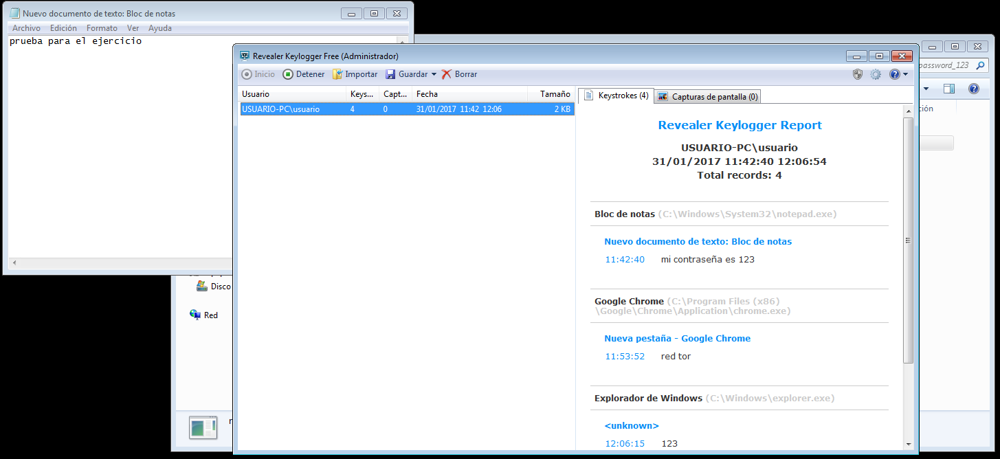 Nuevo documento de texto: Bloc de notas
Archivo Edición Formato Ver Ayuda
prueba para el ejercicio
password_123
ción
Disco
Red
Revealer Keylogger Free (Administrador)
Inicio Detener Importar Guardar Borrar
Usuario Keys... Capt... Fecha Tamaño
USUARIO-PC\usuario 4 0 31/01/2017 11:42 12:06 2 KB
Keystrokes (4) Capturas de pantalla (0)
Revealer Keylogger Report
USUARIO-PC\usuario
31/01/2017 11:42:40 12:06:54
Total records: 4
Bloc de notas (C:\Windows\System32\notepad.exe)
Nuevo documento de texto: Bloc de notas
11:42:40 mi contraseña es 123
Google Chrome (C:\Program Files (x86)
\Google\Chrome\Application\chrome.exe)
Nueva pestaña - Google Chrome
11:53:52 red tor
Explorador de Windows (C:\Windows\explorer.exe)
<unknown>
12:06:15 123